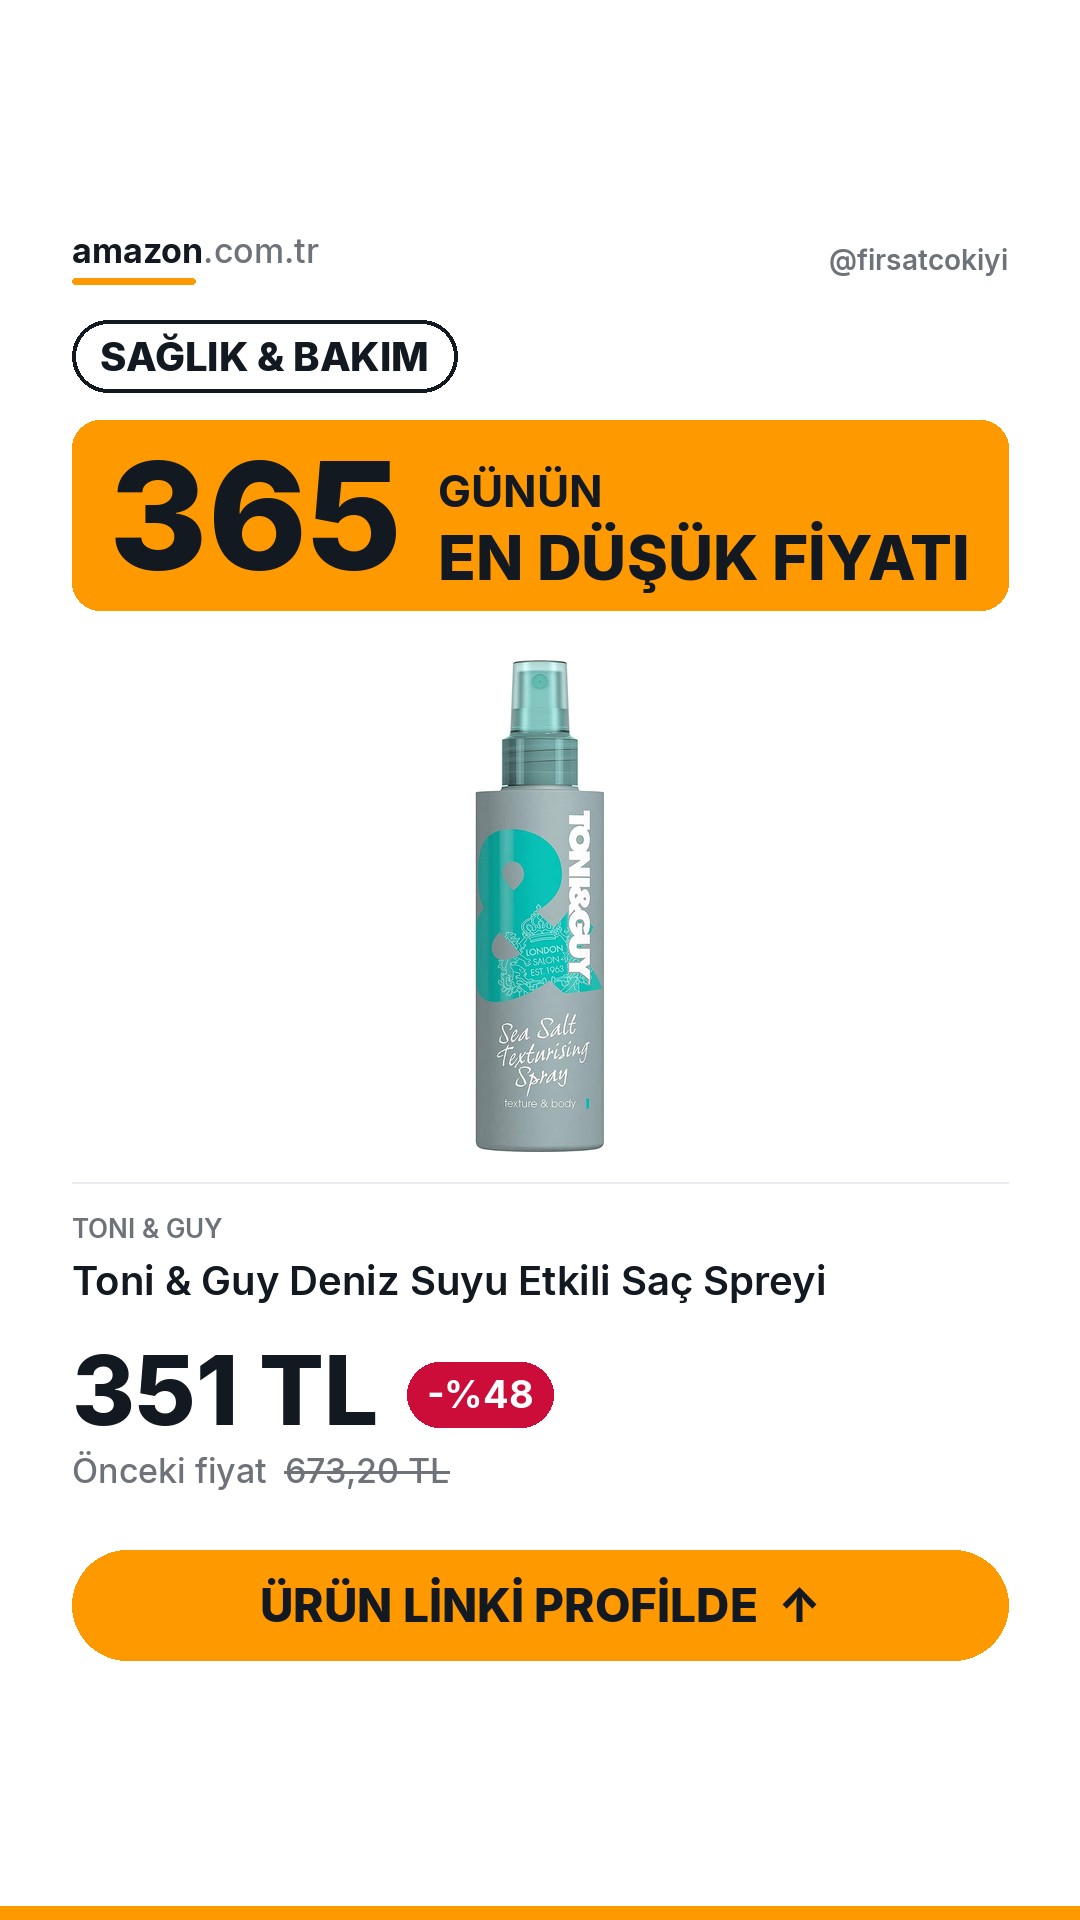 amazon.com.tr
@firsatcokiyi
SAĞLIK & BAKIM
365
GÜNÜN
EN DÜŞÜK FİYATI
TONI&GUY
LONDON
SALON
EST 1963
Sea Salt
Texturising
Spray
texture & body
TONI & GUY
Toni & Guy Deniz Suyu Etkili Saç Spreyi
351 TL
-%48
Önceki fiyat 673,20 TL
ÜRÜN LİNKİ PROFİLDE ↑